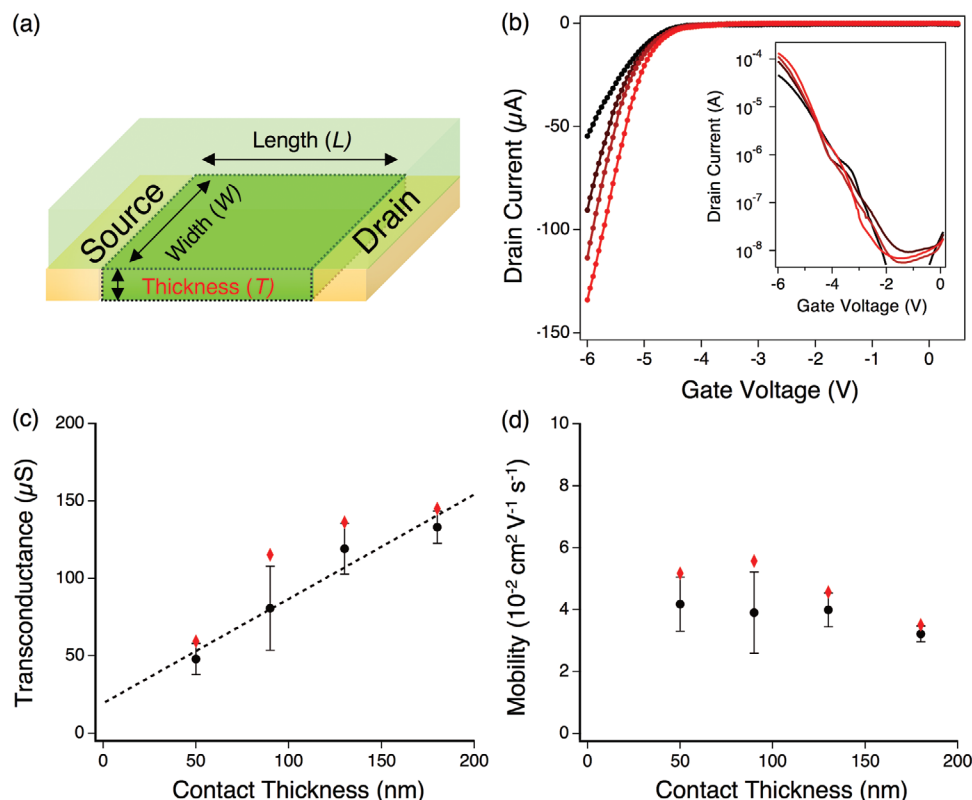 (a)
Length (L)
Width (W)
Source
Drain
Thickness (T)
(b)
0
-50
-100
-150
Drain Current (µA)
-6
-5
-4
-3
-2
-1
0
Gate Voltage (V)
10⁻⁴
10⁻⁵
10⁻⁶
10⁻⁷
10⁻⁸
Drain Current (A)
-6
-4
-2
0
Gate Voltage (V)
(c)
200
150
100
50
0
Transconductance (µS)
0
50
100
150
200
Contact Thickness (nm)
(d)
10
8
6
4
2
0
Mobility (10⁻² cm² V⁻¹ s⁻¹)
0
50
100
150
200
Contact Thickness (nm)